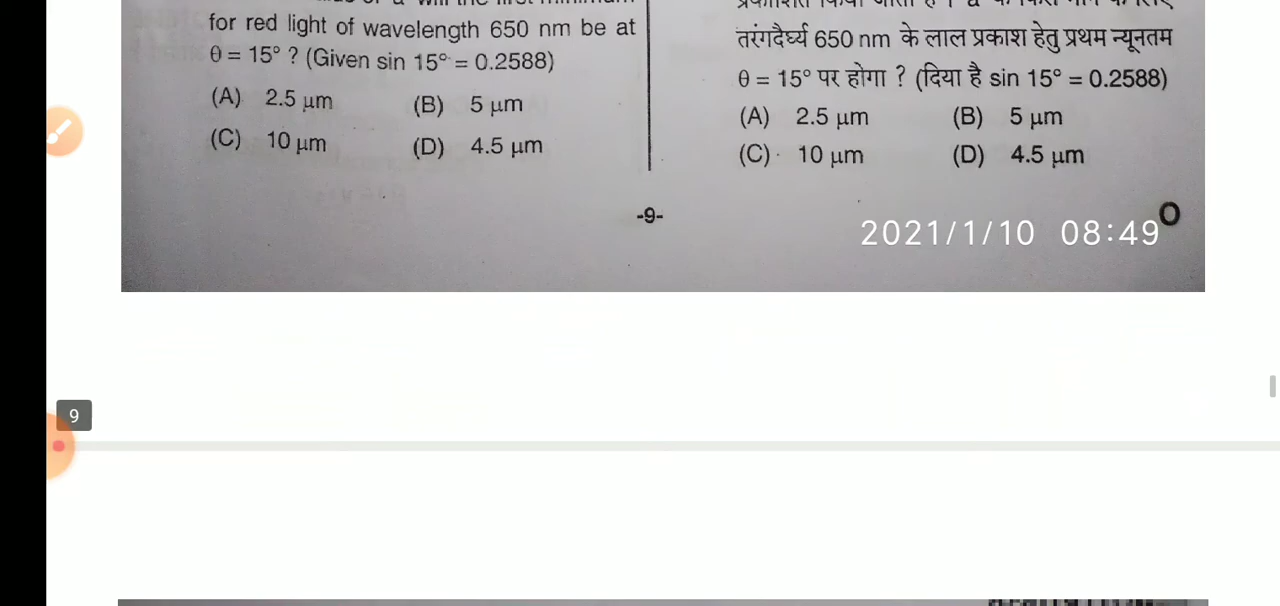 for red light of wavelength 650 nm be at
θ = 15° ? (Given sin 15° = 0.2588)
(A) 2.5 μm (B) 5 μm
(C) 10 μm (D) 4.5 μm
तरंगदैर्घ्य 650 nm के लाल प्रकाश हेतु प्रथम न्यूनतम
θ = 15° पर होगा ? (दिया है sin 15° = 0.2588)
(A) 2.5 μm (B) 5 μm
(C) 10 μm (D) 4.5 μm
-9-
O
2021/1/10 08:49
9